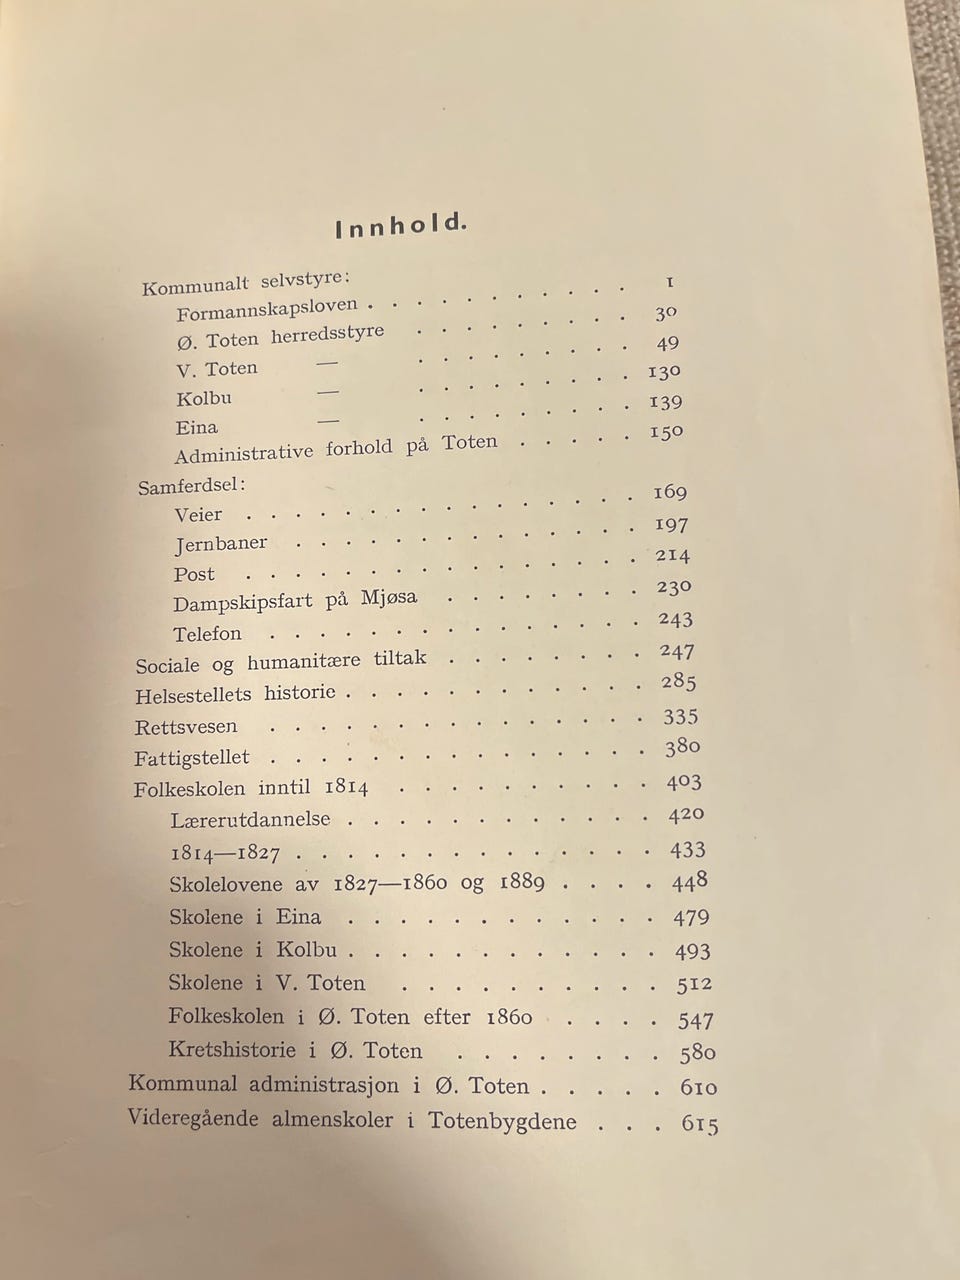 Innhold.
Kommunalt selvstyre:
Formannskapsloven . . . . . . . . . . . 1
Ø. Toten herredsstyre . . . . . . . . . 30
V. Toten — . . . . . . . . . 49
Kolbu — . . . . . . . . . 130
Eina — . . . . . . . . . 139
Administrative forhold på Toten . . . . . 150
Samferdsel:
Veier . . . . . . . . . . . . . . . . 169
Jernbaner . . . . . . . . . . . . . . 197
Post . . . . . . . . . . . . . . . . 214
Dampskipsfart på Mjøsa . . . . . . . . 230
Telefon . . . . . . . . . . . . . . . 243
Sociale og humanitære tiltak . . . . . . . . 247
Helsestellets historie . . . . . . . . . . . . 285
Rettsvesen . . . . . . . . . . . . . . . 335
Fattigstellet . . . . . . . . . . . . . . . 380
Folkeskolen inntil 1814 . . . . . . . . . . 403
Lærerutdannelse . . . . . . . . . . . . 420
1814—1827 . . . . . . . . . . . . . . 433
Skolelovene av 1827—1860 og 1889 . . . . 448
Skolene i Eina . . . . . . . . . . . . 479
Skolene i Kolbu . . . . . . . . . . . . 493
Skolene i V. Toten . . . . . . . . . . 512
Folkeskolen i Ø. Toten efter 1860 . . . . 547
Kretshistorie i Ø. Toten . . . . . . . . 580
Kommunal administrasjon i Ø. Toten . . . . . 610
Videregående almenskoler i Totenbygdene . . . 615